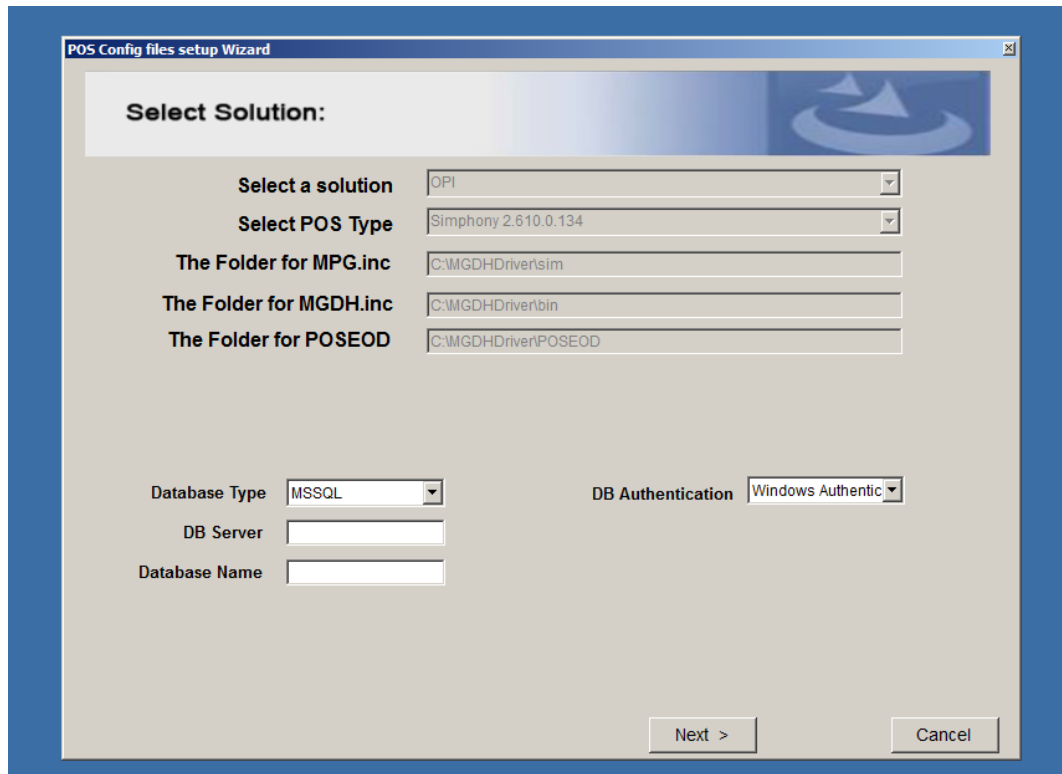 POS Config files setup Wizard
Select Solution:
Select a solution OPI
Select POS Type Simphony 2.610.0.134
The Folder for MPG.inc C:\MGDHDriver\sim
The Folder for MGDH.inc C:\MGDHDriver\bin
The Folder for POSEOD C:\MGDHDriver\POSEOD
Database Type MSSQL DB Authentication Windows Authentic
DB Server
Database Name
Next > Cancel